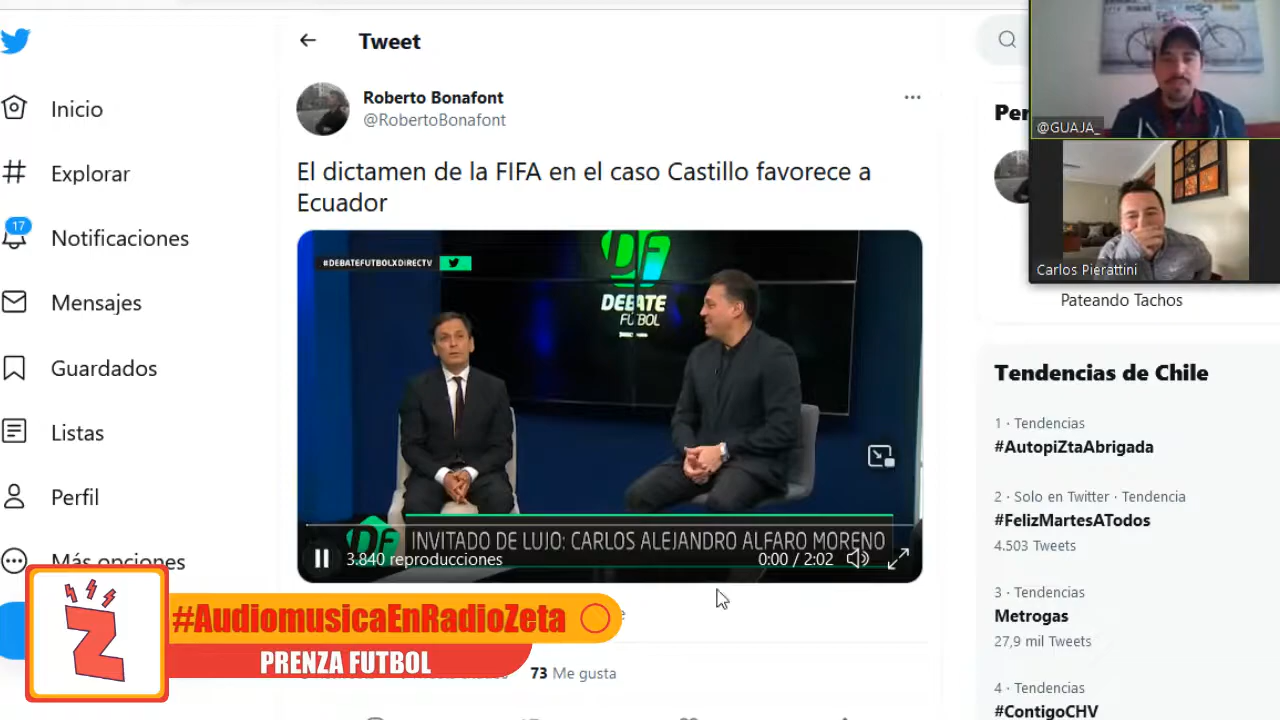 Tweet
Inicio
Explorar
17
Notificaciones
Mensajes
Guardados
Listas
Perfil
Más opciones
Roberto Bonafont
@RobertoBonafont
El dictamen de la FIFA en el caso Castillo favorece a
Ecuador
#DEBATEFUTBOLXDIRECTV
DF
DEBATE
FÚTBOL
DF
INVITADO DE LUJO: CARLOS ALEJANDRO ALFARO MORENO
3.840 reproducciones
0:00 / 2:02
73 Me gusta
@GUAJA_
Carlos Pierattini
Per
Pateando Tachos
Tendencias de Chile
1 · Tendencias
#AutopiZtaAbrigada
2 · Solo en Twitter · Tendencia
#FelizMartesATodos
4.503 Tweets
3 · Tendencias
Metrogas
27,9 mil Tweets
4 · Tendencias
#ContigoCHV
Z
#AudiomusicaEnRadioZeta
PRENZA FUTBOL